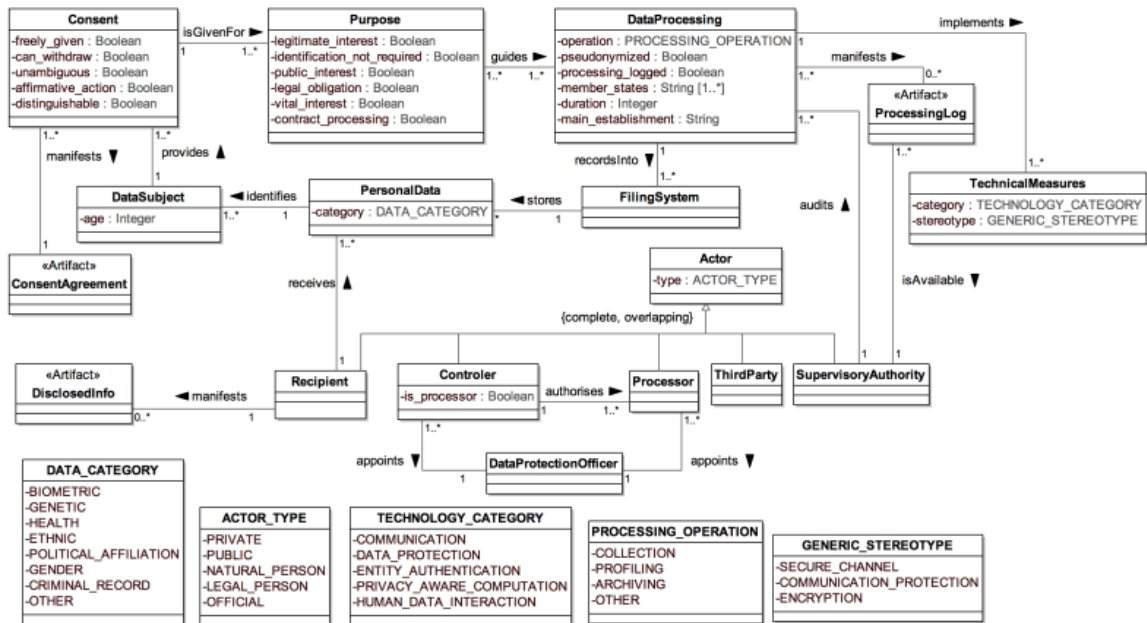 Consent
-freely_given : Boolean
-can_withdraw : Boolean
-unambiguous : Boolean
-affirmative_action : Boolean
-distinguishable : Boolean
isGivenFor
1
1..*
Purpose
-legitimate_interest : Boolean
-identification_not_required : Boolean
-public_interest : Boolean
-legal_obligation : Boolean
-vital_interest : Boolean
-contract_processing : Boolean
guides
1..*
1..*
DataProcessing
-operation : PROCESSING_OPERATION
-pseudonymized : Boolean
-processing_logged : Boolean
-member_states : String [1..*]
-duration : Integer
-main_establishment : String
implements
1
manifests
1..*
0..*
«Artifact»
ProcessingLog
1..*
1..*
1..*
1..*
manifests
provides
1
1
recordsInto
1..*
1..*
TechnicalMeasures
-category : TECHNOLOGY_CATEGORY
-stereotype : GENERIC_STEREOTYPE
DataSubject
-age : Integer
identifies
1..*
1
PersonalData
-category : DATA_CATEGORY
stores
*
1
FilingSystem
audits
1
«Artifact»
ConsentAgreement
1..*
receives
Actor
-type : ACTOR_TYPE
isAvailable
{complete, overlapping}
1
1
1
«Artifact»
DisclosedInfo
manifests
0..*
1
Recipient
Controler
-is_processor : Boolean
authorises
1
1..*
Processor
ThirdParty
SupervisoryAuthority
1..*
1..*
appoints
1
DataProtectionOfficer
1
appoints
DATA_CATEGORY
-BIOMETRIC
-GENETIC
-HEALTH
-ETHNIC
-POLITICAL_AFFILIATION
-GENDER
-CRIMINAL_RECORD
-OTHER
ACTOR_TYPE
-PRIVATE
-PUBLIC
-NATURAL_PERSON
-LEGAL_PERSON
-OFFICIAL
TECHNOLOGY_CATEGORY
-COMMUNICATION
-DATA_PROTECTION
-ENTITY_AUTHENTICATION
-PRIVACY_AWARE_COMPUTATION
-HUMAN_DATA_INTERACTION
PROCESSING_OPERATION
-COLLECTION
-PROFILING
-ARCHIVING
-OTHER
GENERIC_STEREOTYPE
-SECURE_CHANNEL
-COMMUNICATION_PROTECTION
-ENCRYPTION